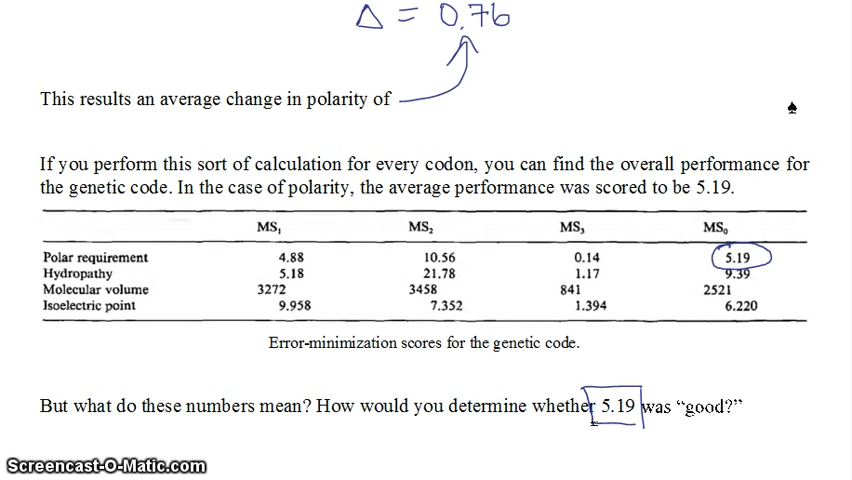 Δ = 0.76
This results an average change in polarity of
♠
If you perform this sort of calculation for every codon, you can find the overall performance for
the genetic code. In the case of polarity, the average performance was scored to be 5.19.
MS₁ MS₂ MS₃ MS₀
Polar requirement 4.88 10.56 0.14 5.19
Hydropathy 5.18 21.78 1.17 9.39
Molecular volume 3272 3458 841 2521
Isoelectric point 9.958 7.352 1.394 6.220
Error-minimization scores for the genetic code.
But what do these numbers mean? How would you determine whether 5.19 was “good?”
Screencast-O-Matic.com